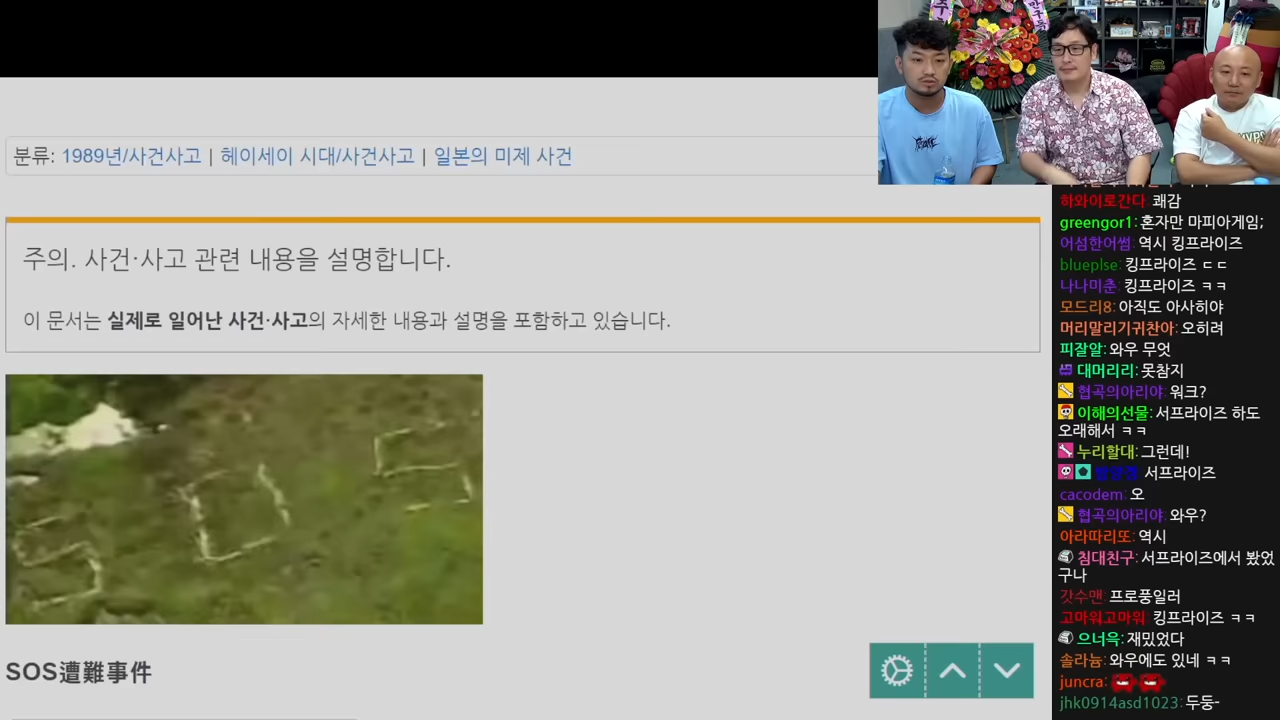 분류: 1989년/사건사고 | 헤이세이 시대/사건사고 | 일본의 미제 사건
주의. 사건·사고 관련 내용을 설명합니다.
이 문서는 실제로 일어난 사건·사고의 자세한 내용과 설명을 포함하고 있습니다.
SOS
SOS遭難事件
주
하와이로간다: 쾌감
greengor1: 혼자만 마피아게임;
어섬한어썸: 역시 킹프라이즈
blueplse: 킹프라이즈 ㄷㄷ
나나미춘: 킹프라이즈 ㅋㅋ
모드리8: 아직도 아사히야
머리말리기귀찬아: 오히려
피잘알: 와우 무엇
대머리리: 못참지
협곡의아리야: 워크?
이해의선물: 서프라이즈 하도
오래해서 ㅋㅋ
누리할대: 그런데!
서프라이즈
cacodem: 오
협곡의아리야: 와우?
아라따리또: 역시
침대친구: 서프라이즈에서 봤었
구나
갓수맨: 프로풍일러
고마워고마워: 킹프라이즈 ㅋㅋ
으너윽: 재밌었다
솔라늄: 와우에도 있네 ㅋㅋ
juncra:
jhk0914asd1023: 두둥-